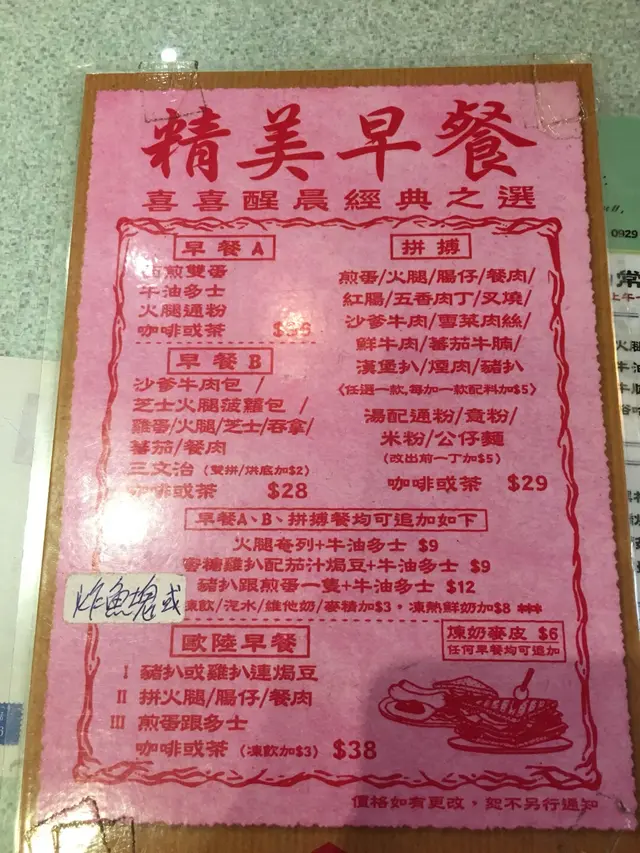 精美早餐
喜喜醒晨經典之選
早餐A
煎雙蛋
牛油多士
火腿通粉
咖啡或茶
早餐B
沙爹牛肉包 /
芝士火腿菠蘿包 /
雞蛋/火腿/芝士/吞拿/
蕃茄/餐肉
三文治 (雙拼/烘底加$2)
咖啡或茶 $28
拼搏
煎蛋/火腿/腸仔/餐肉/
紅腸/五香肉丁/叉燒/
沙爹牛肉/雪菜肉絲/
鮮牛肉/蕃茄牛腩/
漢堡扒/煙肉/豬扒
〈任選一款,每加一款配料加$5〉
湯配通粉/意粉/
米粉/公仔麵
(改出前一丁加$5)
咖啡或茶 $29
早餐A、B、拼搏餐均可追加如下
火腿奄列+牛油多士 $9
蜜糖雞扒配茄汁焗豆+牛油多士 $9
豬扒跟煎蛋一隻+牛油多士 $12
凍飲/汽水/維他奶/麥精加$3，凍熱鮮奶加$8
炸魚塊或
歐陸早餐
煉奶麥皮 $6
任何早餐均可追加
I 豬扒或雞扒連焗豆
II 拼火腿/腸仔/餐肉
III 煎蛋跟多士
咖啡或茶 (凍飲加$3) $38
價格如有更改，恕不另行通知
0929
常
上午